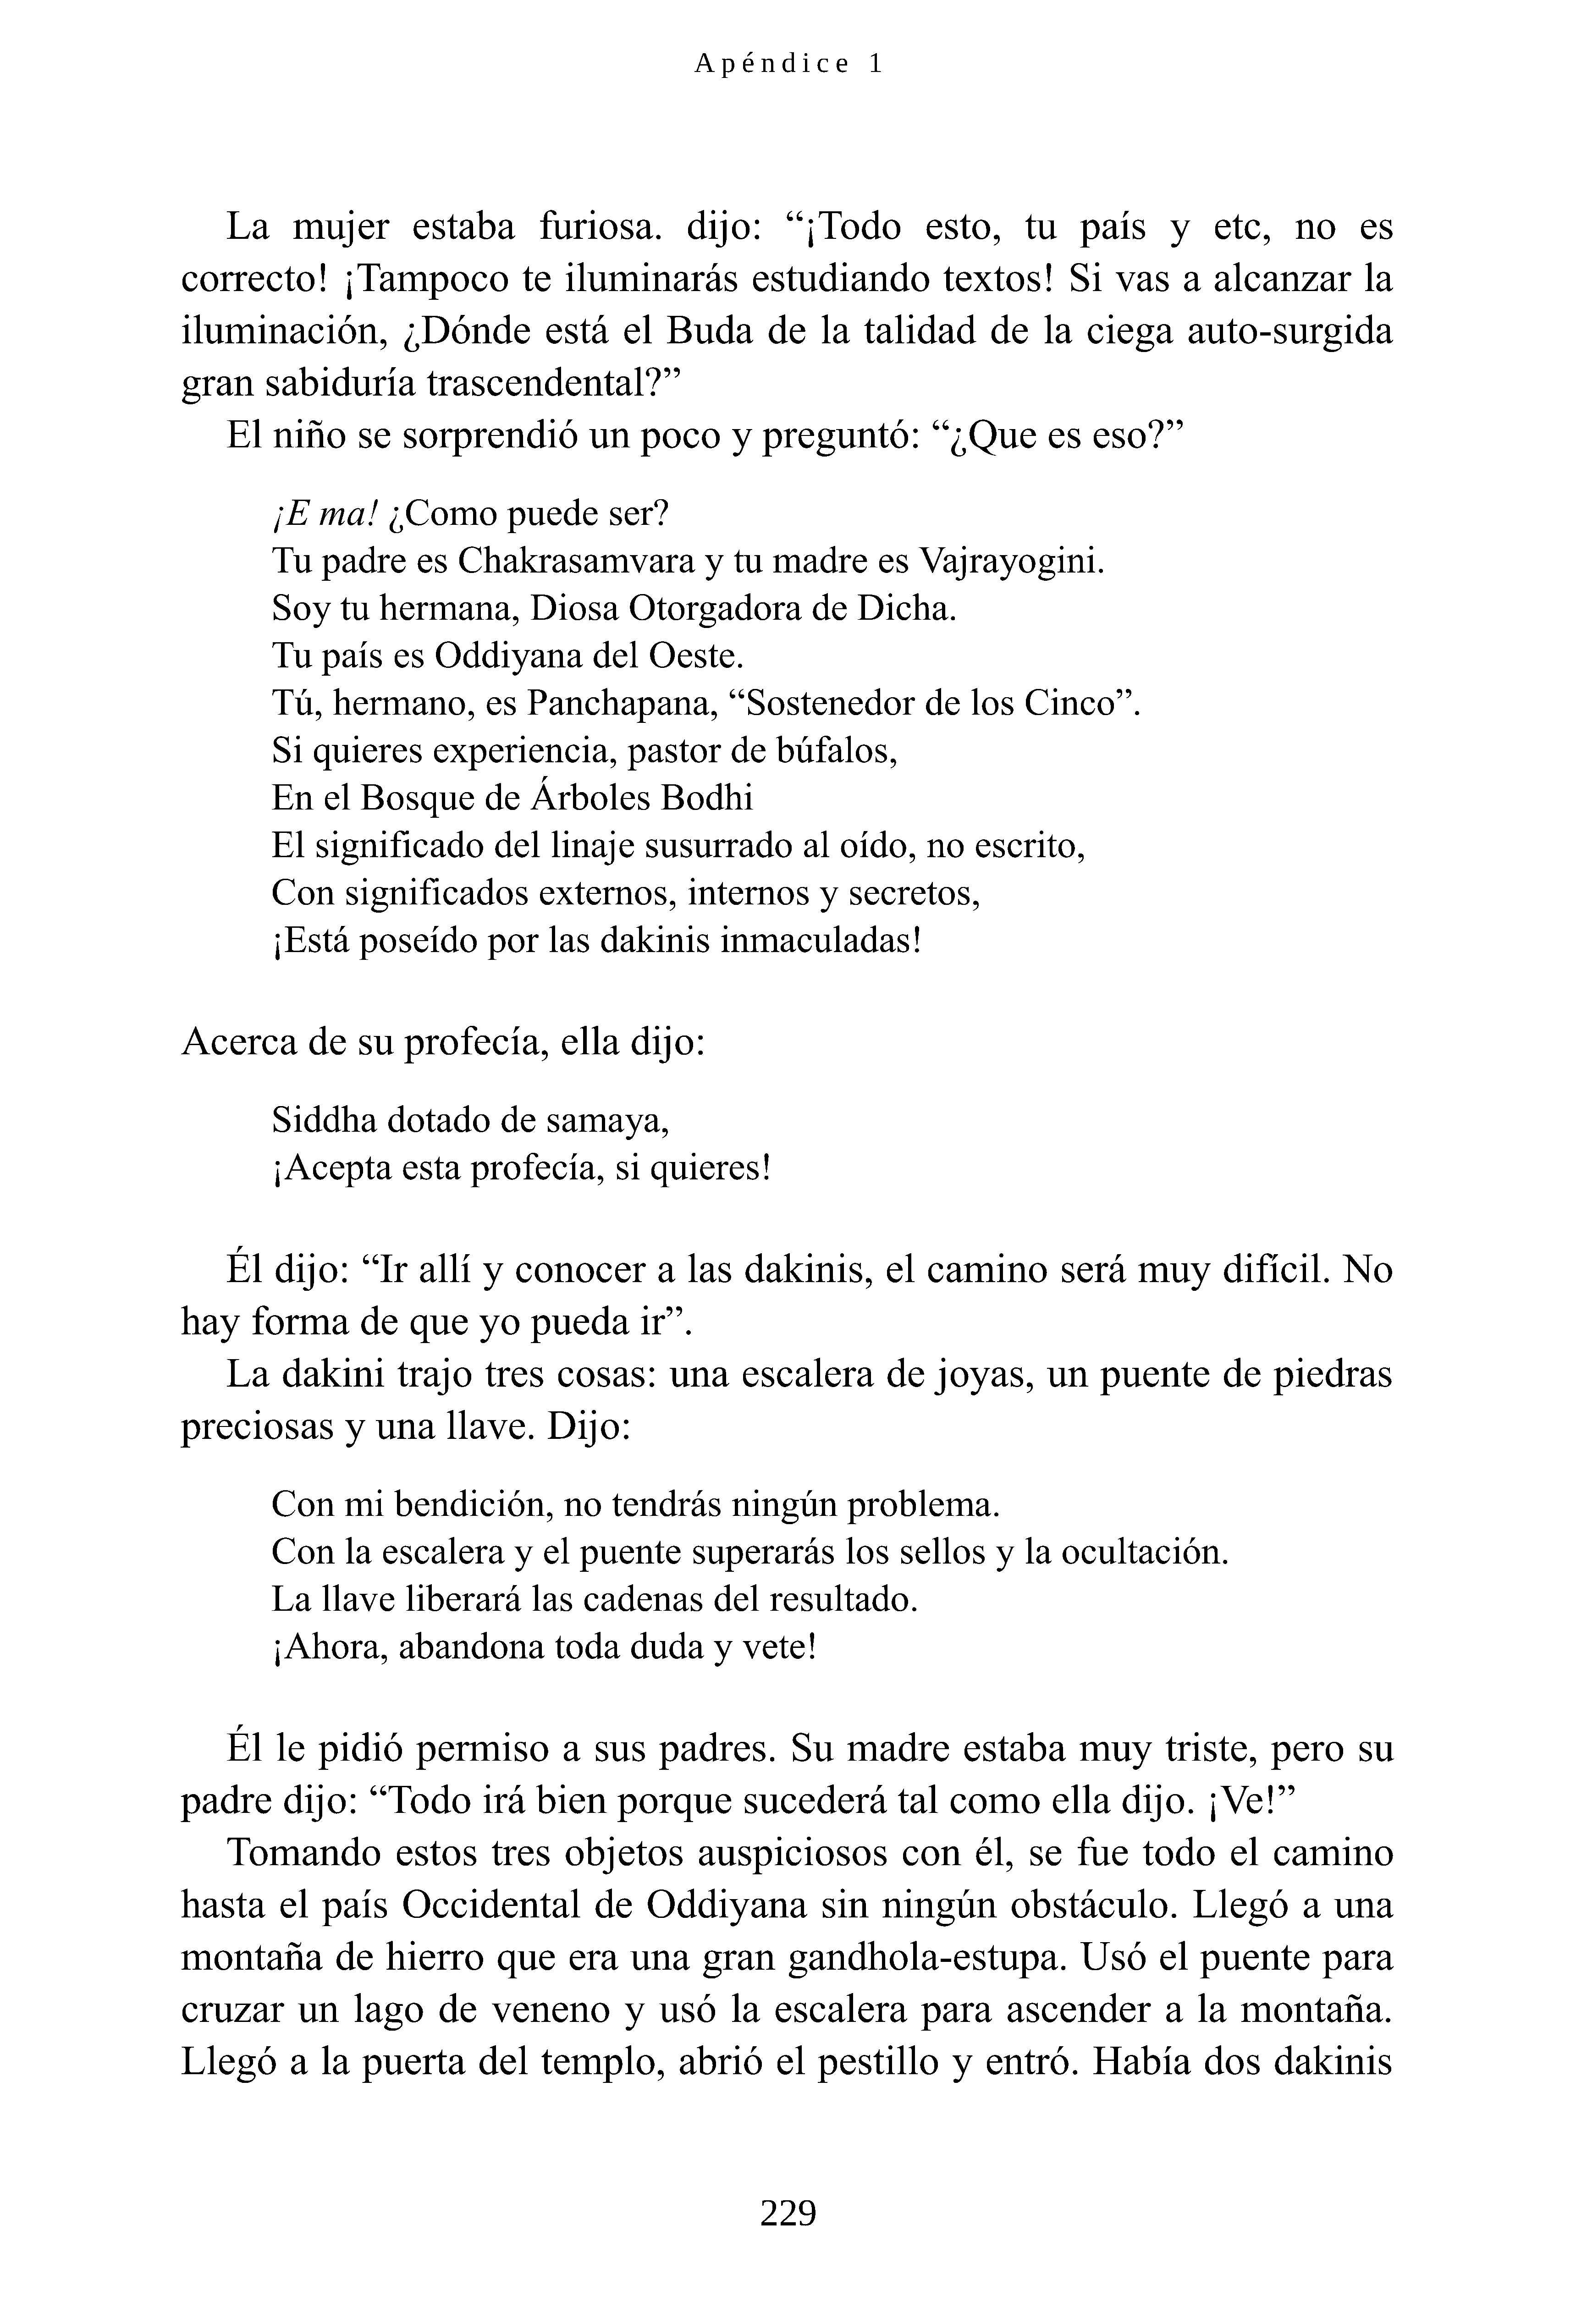 Apéndice 1
La mujer estaba furiosa. dijo: “¡Todo esto, tu país y etc, no es
correcto! ¡Tampoco te iluminarás estudiando textos! Si vas a alcanzar la
iluminación, ¿Dónde está el Buda de la talidad de la ciega auto-surgida
gran sabiduría trascendental?”
El niño se sorprendió un poco y preguntó: “¿Que es eso?”
¡E ma! ¿Como puede ser?
Tu padre es Chakrasamvara y tu madre es Vajrayogini.
Soy tu hermana, Diosa Otorgadora de Dicha.
Tu país es Oddiyana del Oeste.
Tú, hermano, es Panchapana, “Sostenedor de los Cinco”.
Si quieres experiencia, pastor de búfalos,
En el Bosque de Árboles Bodhi
El significado del linaje susurrado al oído, no escrito,
Con significados externos, internos y secretos,
¡Está poseído por las dakinis inmaculadas!
Acerca de su profecía, ella dijo:
Siddha dotado de samaya,
¡Acepta esta profecía, si quieres!
Él dijo: “Ir allí y conocer a las dakinis, el camino será muy difícil. No
hay forma de que yo pueda ir”.
La dakini trajo tres cosas: una escalera de joyas, un puente de piedras
preciosas y una llave. Dijo:
Con mi bendición, no tendrás ningún problema.
Con la escalera y el puente superarás los sellos y la ocultación.
La llave liberará las cadenas del resultado.
¡Ahora, abandona toda duda y vete!
Él le pidió permiso a sus padres. Su madre estaba muy triste, pero su
padre dijo: “Todo irá bien porque sucederá tal como ella dijo. ¡Ve!”
Tomando estos tres objetos auspiciosos con él, se fue todo el camino
hasta el país Occidental de Oddiyana sin ningún obstáculo. Llegó a una
montaña de hierro que era una gran gandhola-estupa. Usó el puente para
cruzar un lago de veneno y usó la escalera para ascender a la montaña.
Llegó a la puerta del templo, abrió el pestillo y entró. Había dos dakinis
229